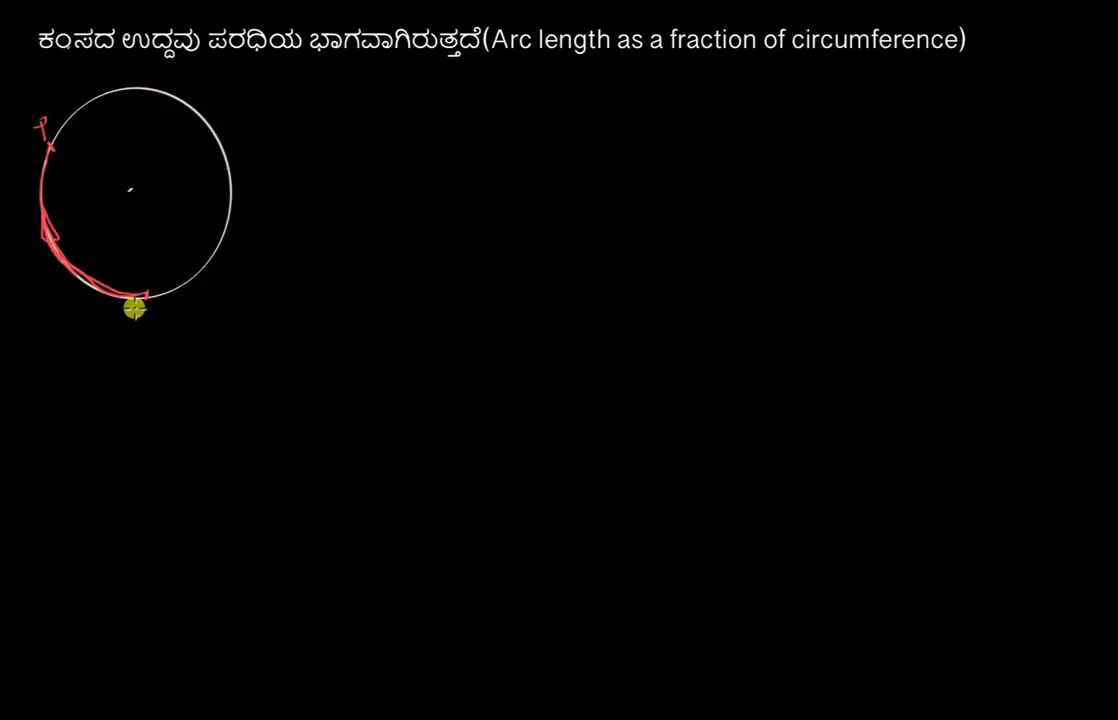 ಕಂಸದ ಉದ್ದವು ಪರಧಿಯ ಭಾಗವಾಗಿರುತ್ತದೆ(Arc length as a fraction of circumference)
P